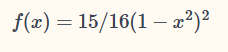 f(x) = 15/16(1 − x²)²